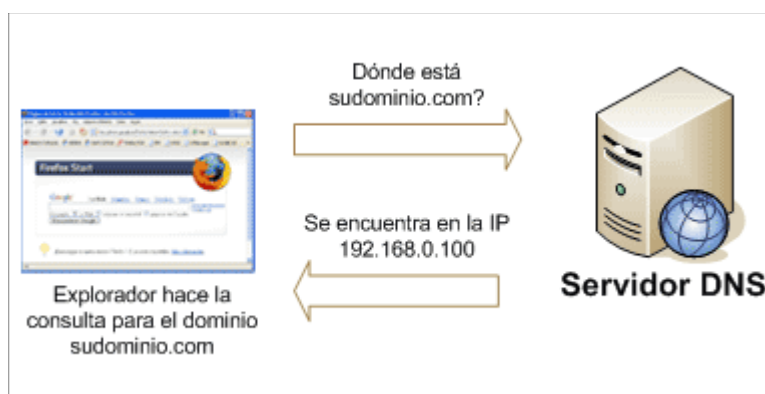 Dónde está
sudominio.com?
Firefox Start
Se encuentra en la IP
192.168.0.100
Servidor DNS
Explorador hace la
consulta para el dominio
sudominio.com